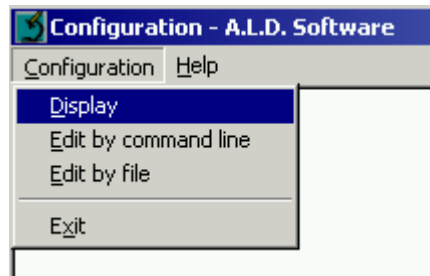 Configuration - A.L.D. Software
Configuration Help
Display
Edit by command line
Edit by file
Exit